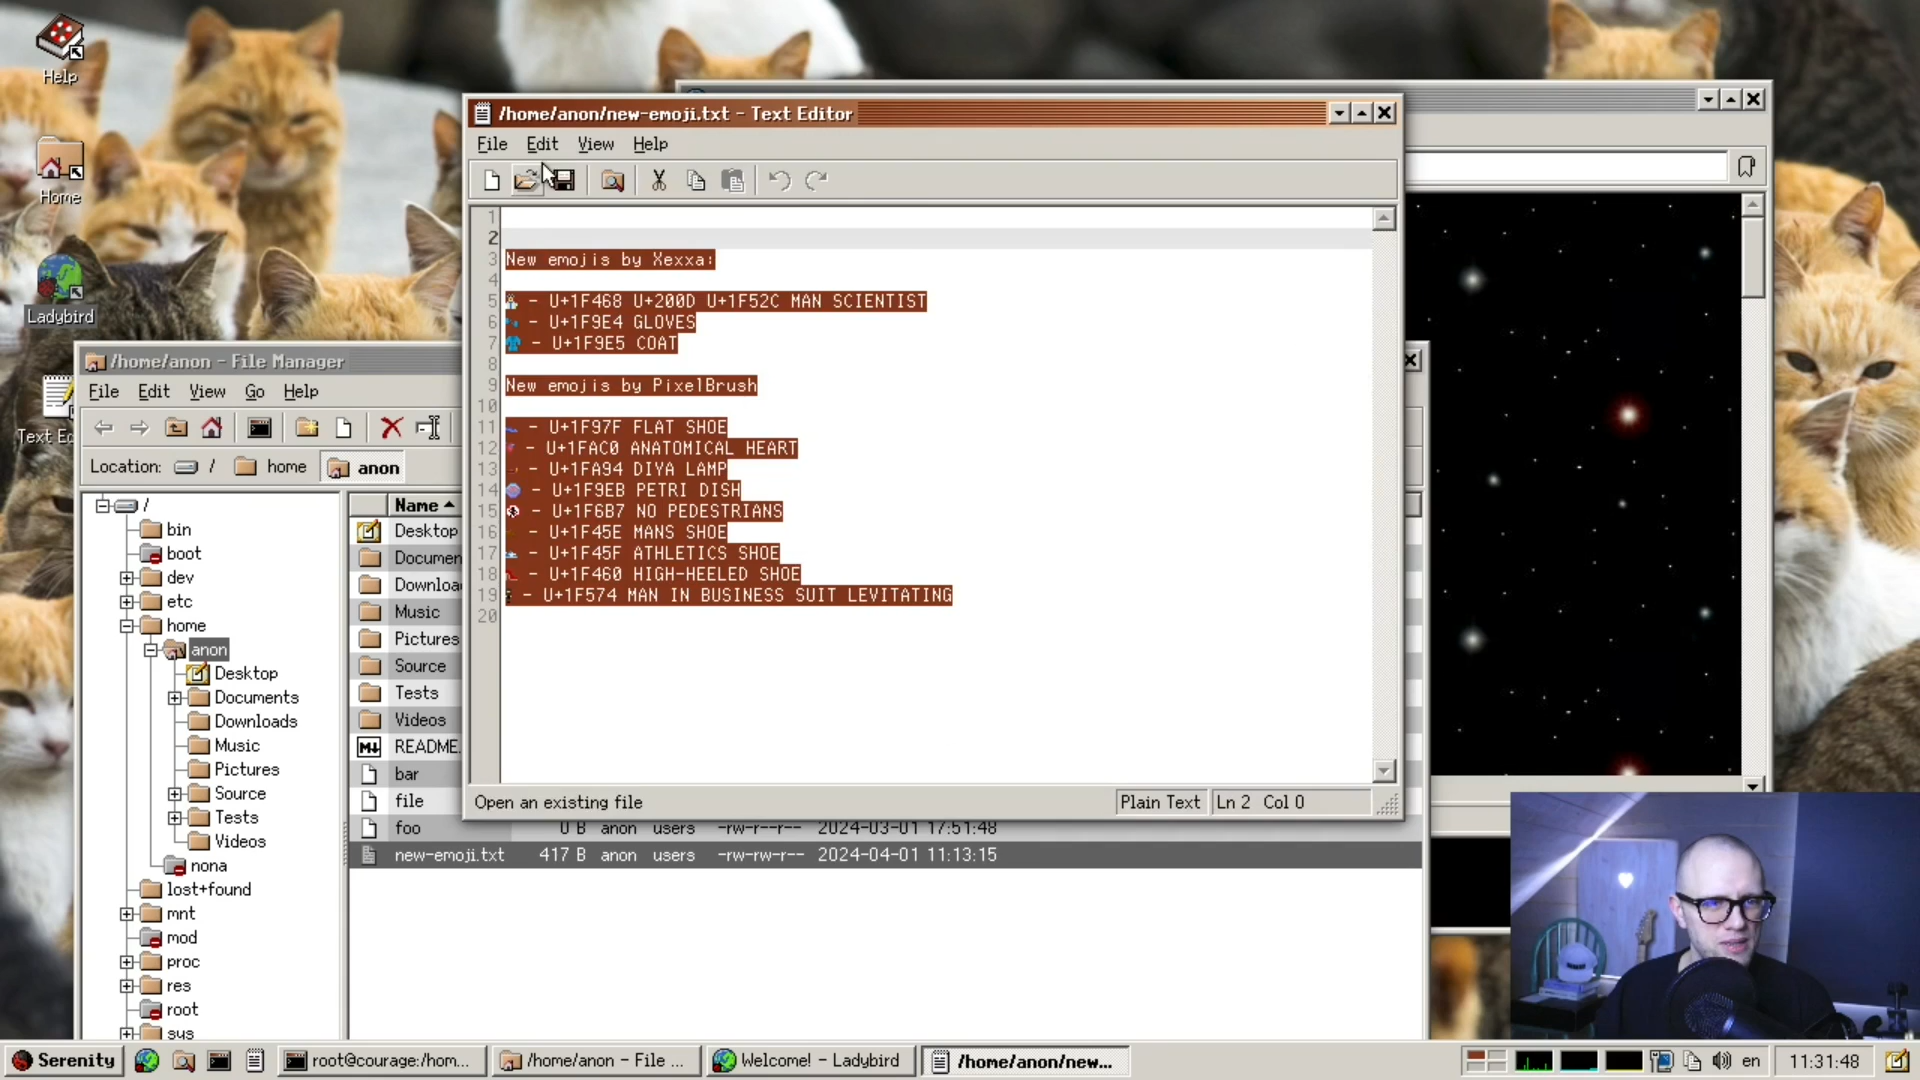 Help
Home
Ladybird
Text Ed
/home/anon/new-emoji.txt - Text Editor
File Edit View Help
1
2
3 New emojis by Xexxa:
4
5 - U+1F468 U+200D U+1F52C MAN SCIENTIST
6 - U+1F9E4 GLOVES
7 - U+1F9E5 COAT
8
9 New emojis by PixelBrush
10
11 - U+1F97F FLAT SHOE
12 - U+1FAC0 ANATOMICAL HEART
13 - U+1FA94 DIYA LAMP
14 - U+1F9EB PETRI DISH
15 - U+1F6B7 NO PEDESTRIANS
16 - U+1F45E MANS SHOE
17 - U+1F45F ATHLETICS SHOE
18 - U+1F460 HIGH-HEELED SHOE
19 - U+1F574 MAN IN BUSINESS SUIT LEVITATING
20
Open an existing file Plain Text Ln 2 Col 0
/home/anon - File Manager
File Edit View Go Help
Location: / home anon
/
bin
boot
dev
etc
home
anon
Desktop
Documents
Downloads
Music
Pictures
Source
Tests
Videos
nona
lost+found
mnt
mod
proc
res
root
sys
Name
Desktop
Documen
Downloa
Music
Pictures
Source
Tests
Videos
README.
bar
file
foo 0 B anon users -rw-r--r-- 2024-03-01 17:51:48
new-emoji.txt 417 B anon users -rw-rw-r-- 2024-04-01 11:13:15
Serenity root@courage:/hom... /home/anon - File ... Welcome! - Ladybird /home/anon/new... en 11:31:48